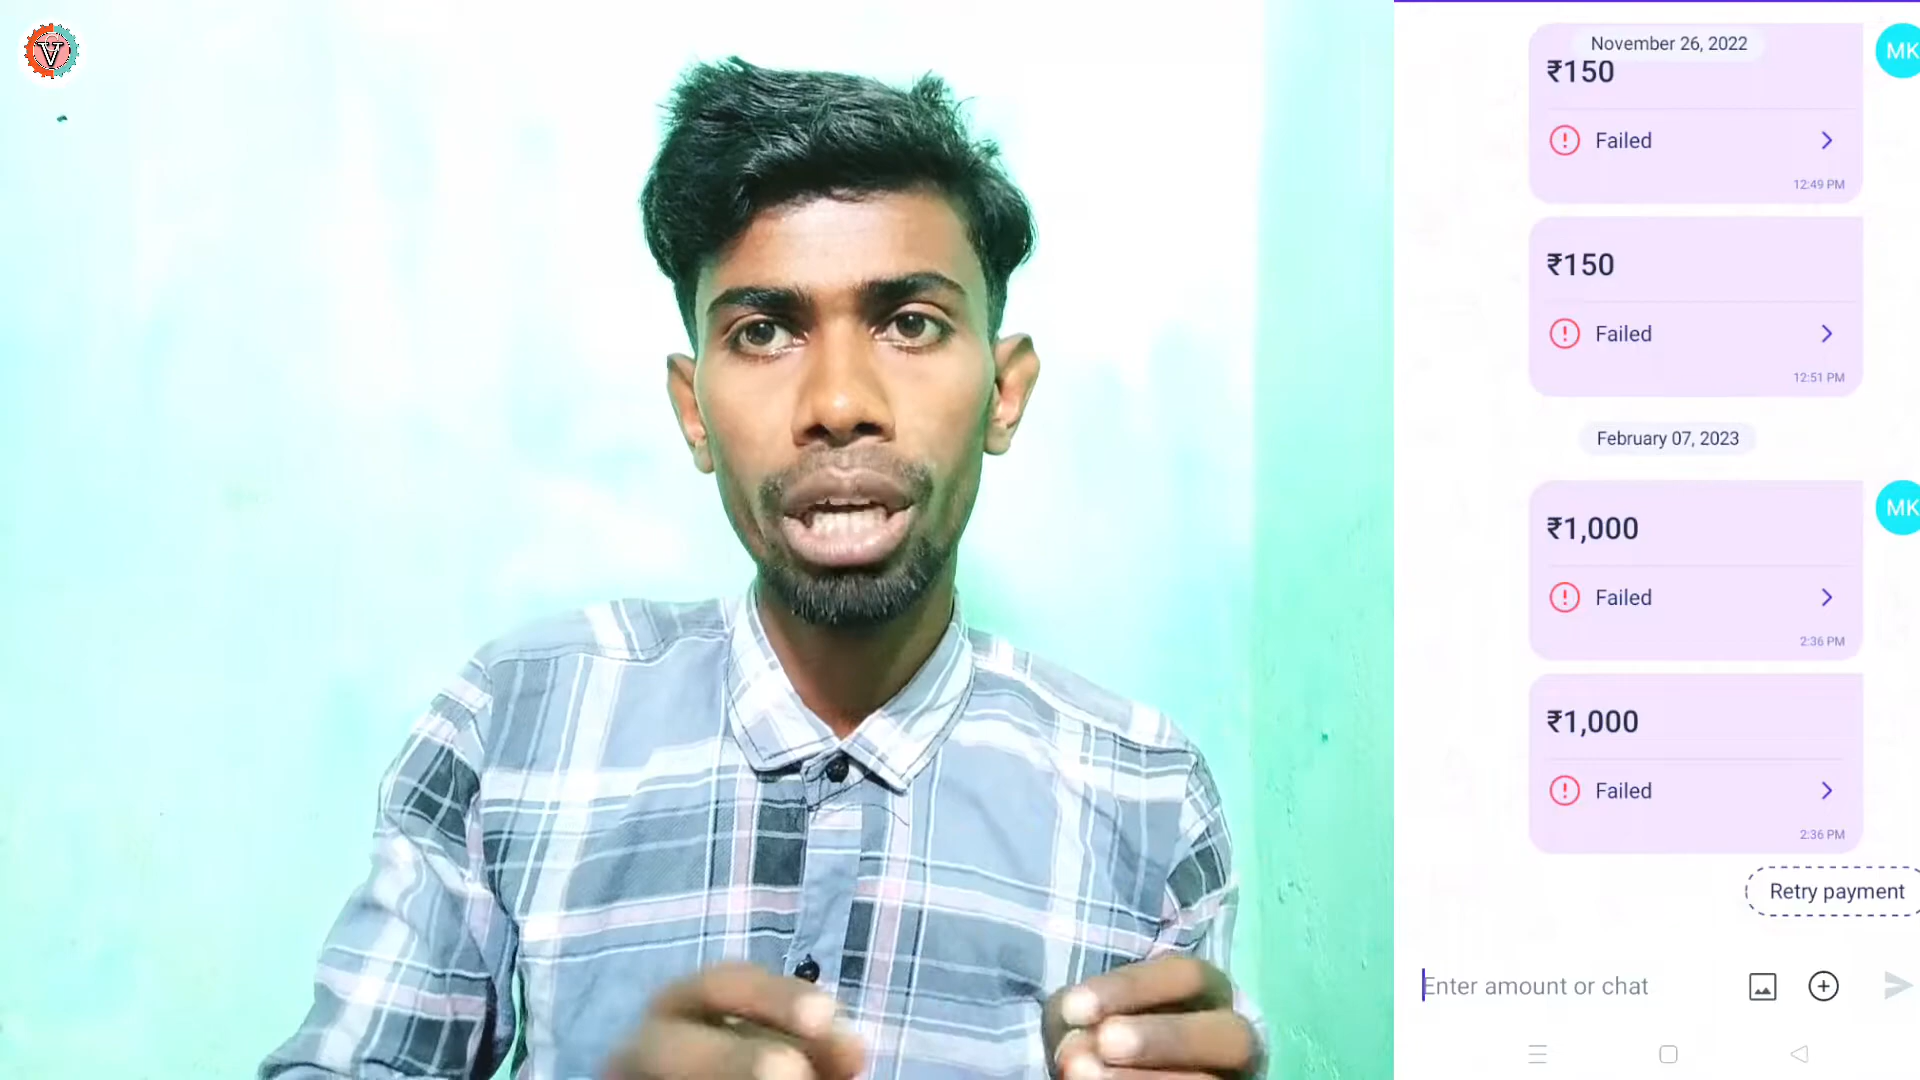 V
November 26, 2022
MK
₹150
Failed
12:49 PM
₹150
Failed
12:51 PM
February 07, 2023
MK
₹1,000
Failed
2:36 PM
₹1,000
Failed
2:36 PM
Retry payment
Enter amount or chat